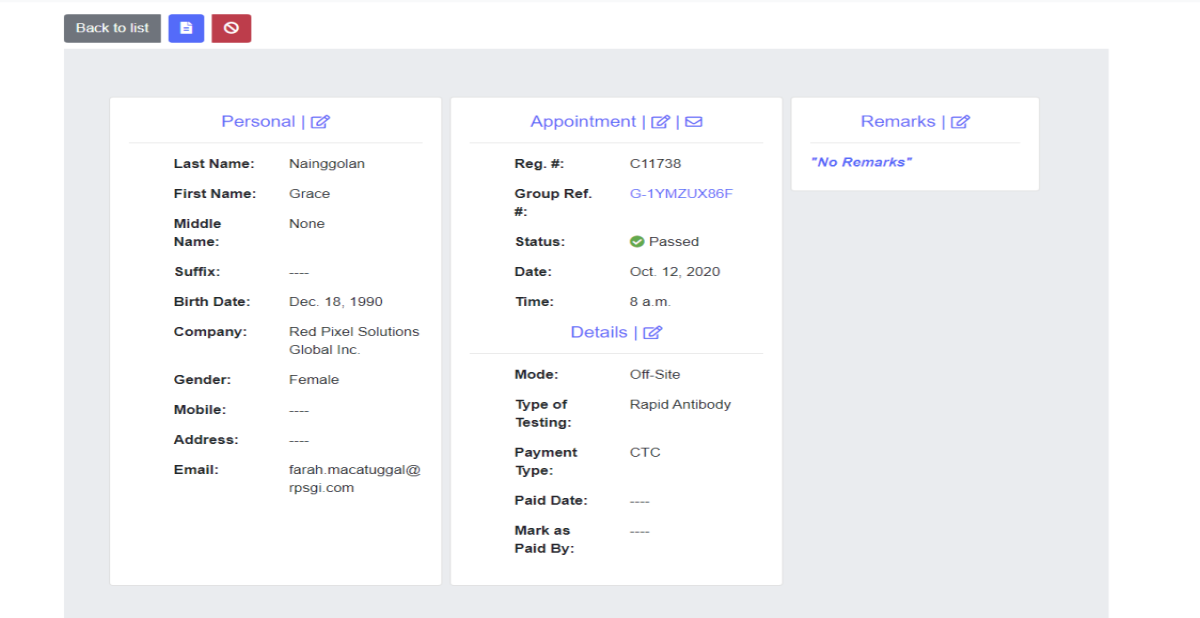 Back to list
Personal |
Last Name: Nainggolan
First Name: Grace
Middle None
Name:
Suffix: ----
Birth Date: Dec. 18, 1990
Company: Red Pixel Solutions
Global Inc.
Gender: Female
Mobile: ----
Address: ----
Email: farah.macatuggal@
rpsgi.com
Appointment | |
Reg. #: C11738
Group Ref. G-1YMZUX86F
#:
Status: Passed
Date: Oct. 12, 2020
Time: 8 a.m.
Details |
Mode: Off-Site
Type of Rapid Antibody
Testing:
Payment CTC
Type:
Paid Date: ----
Mark as ----
Paid By:
Remarks |
"No Remarks"